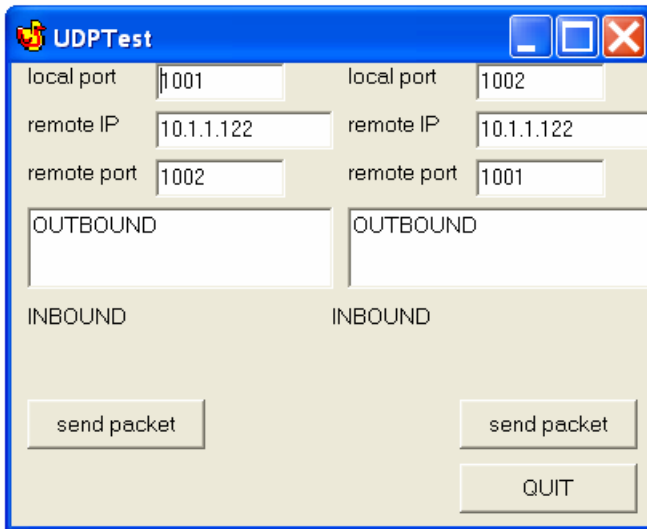 UDPTest
local port 1001 local port 1002
remote IP 10.1.1.122 remote IP 10.1.1.122
remote port 1002 remote port 1001
OUTBOUND OUTBOUND
INBOUND INBOUND
send packet send packet
QUIT